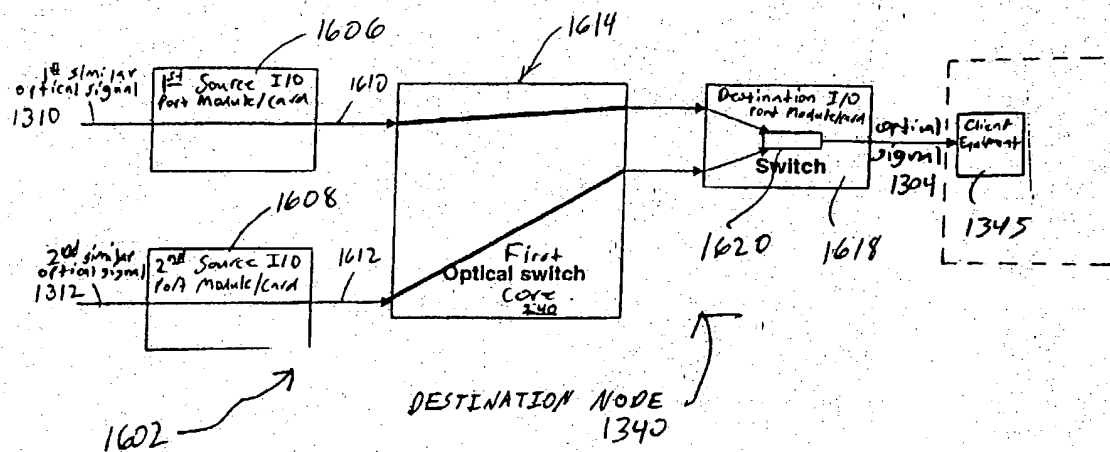 1606
1614
1st similar
optical signal
1310
1st Source I/O
Port Module/Card
1610
Destination I/O
Port Module/Card
Switch
optical
signal
1304
Client
Equipment
1345
1620
1618
1608
2nd similar
optical signal
1312
2nd Source I/O
Port Module/Card
1612
First
Optical switch
Core
240
1602
DESTINATION NODE
1340